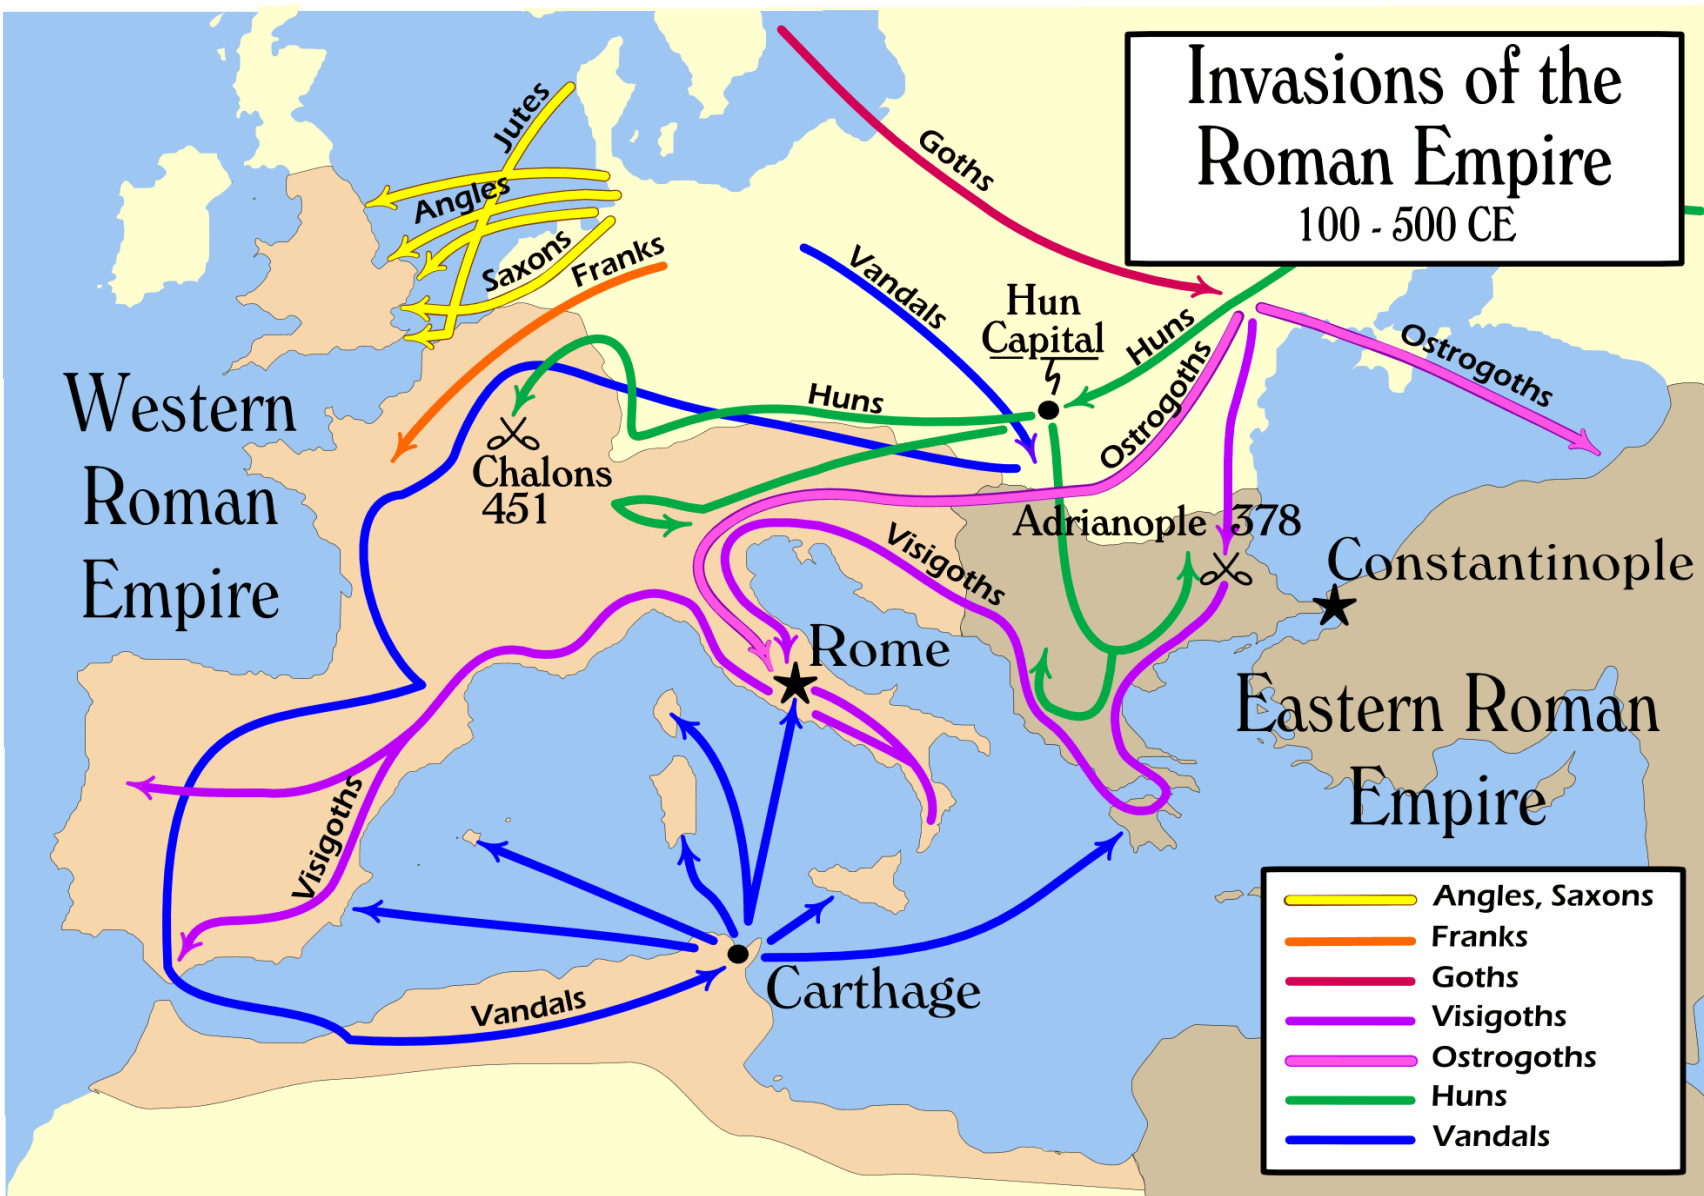 Invasions of the
Roman Empire
100 - 500 CE
Jutes
Angles
Saxons
Franks
Goths
Vandals
Hun
Capital
Huns
Ostrogoths
Ostrogoths
Huns
Western
Roman
Empire
Chalons
451
Adrianople 378
Visigoths
Constantinople
Rome
Eastern Roman
Empire
Visigoths
Vandals
Carthage
Angles, Saxons
Franks
Goths
Visigoths
Ostrogoths
Huns
Vandals